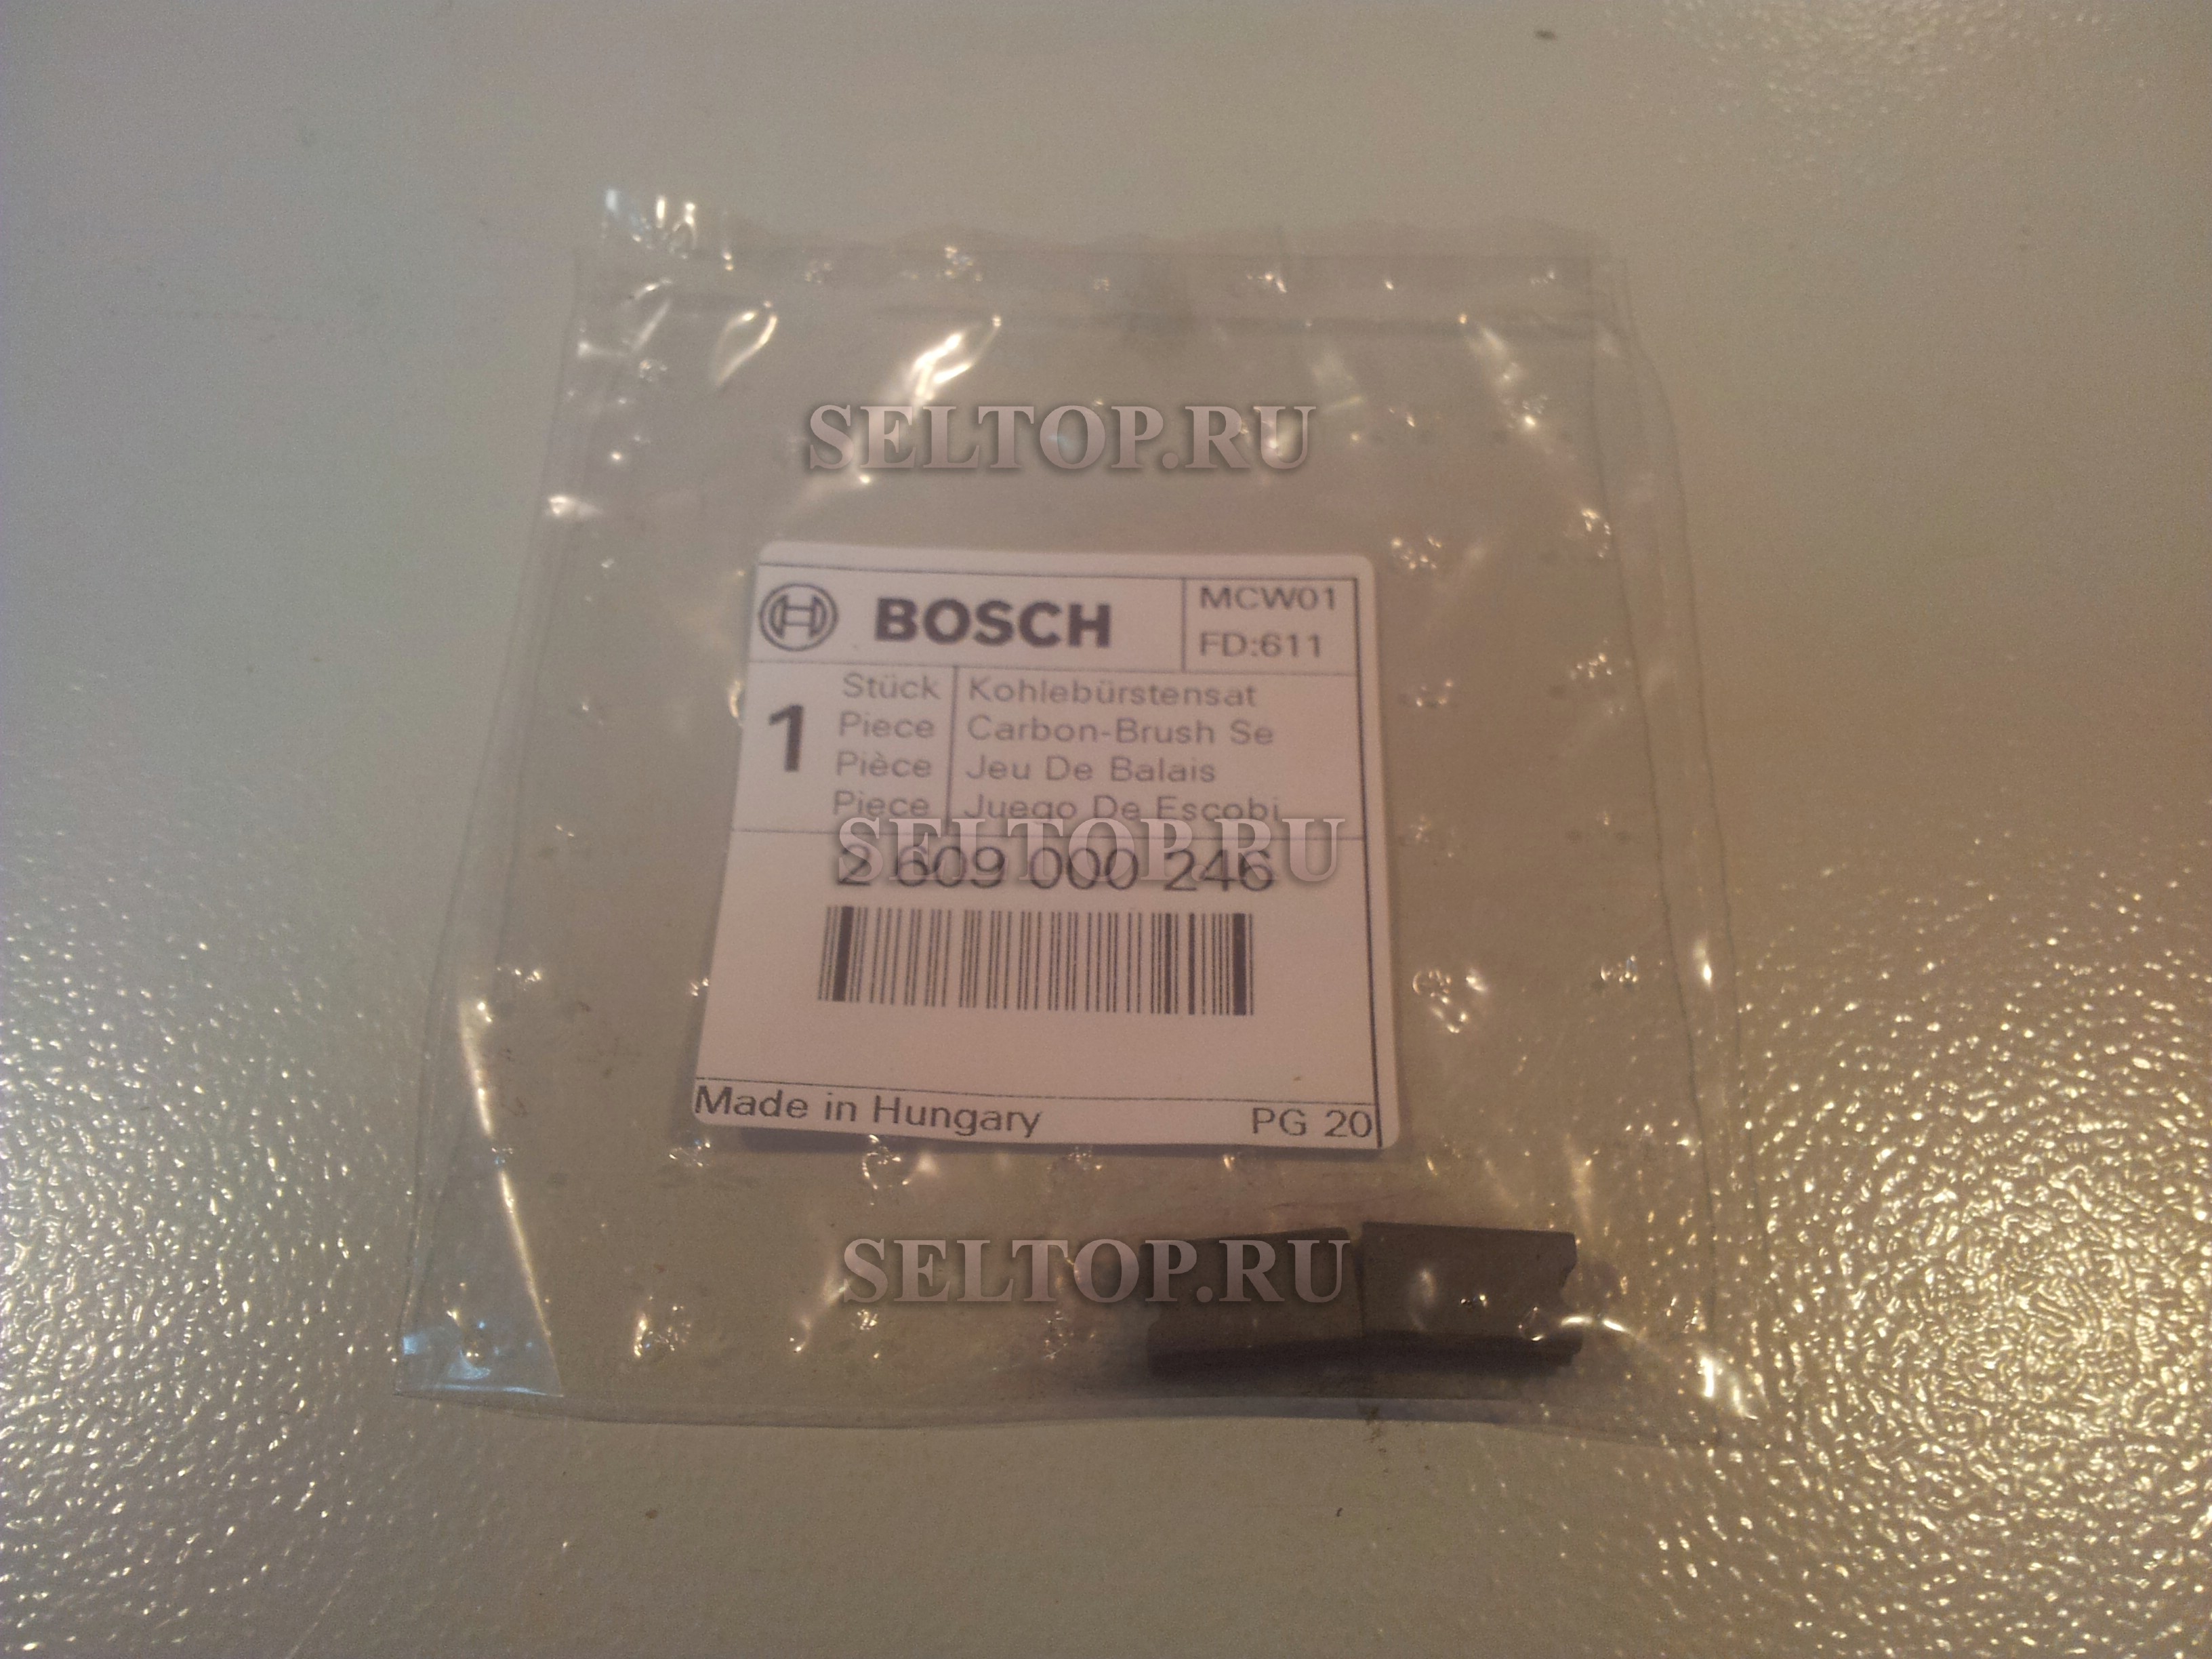 SELTOP.RU
BOSCH
MCW01
FD:611
1
Stück
Piece
Pièce
Piece
Kohlebürstensat
Carbon-Brush Se
Jeu De Balais
Juego De Escobi
SELTOP.RU
2 609 000 246
Made in Hungary
PG 20
SELTOP.RU